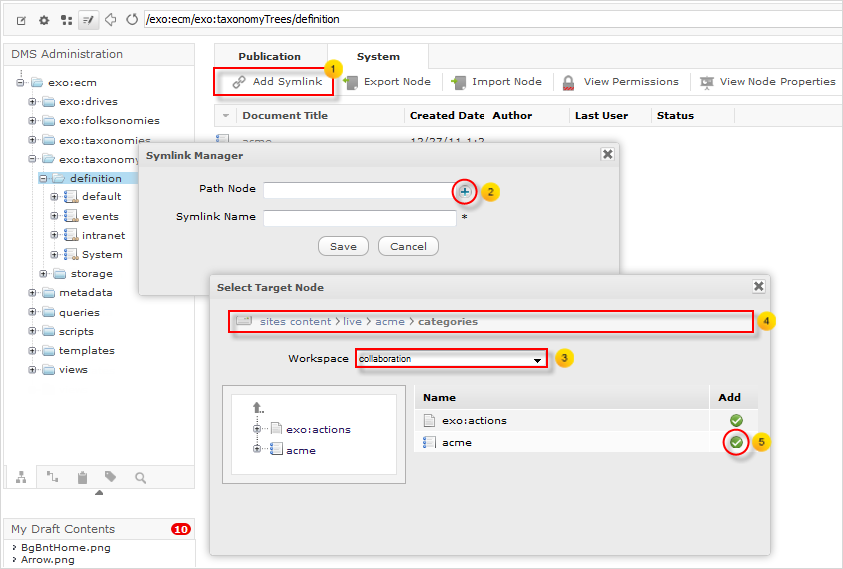 /exo:ecm/exo:taxonomyTrees/definition
DMS Administration
exo:ecm
exo:drives
exo:folksonomies
exo:taxonomies
exo:taxonomy
definition
default
events
intranet
System
storage
metadata
queries
scripts
templates
views
My Draft Contents
10
BgBntHome.png
Arrow.png
Publication
System
Add Symlink
1
Export Node
Import Node
View Permissions
View Node Properties
Document Title
Created Date
Author
Last User
Status
acme
12/27/11 1:2
Symlink Manager
Path Node
2
Symlink Name
*
Save
Cancel
Select Target Node
sites content > live > acme > categories
4
Workspace
collaboration
3
exo:actions
acme
Name
Add
exo:actions
acme
5